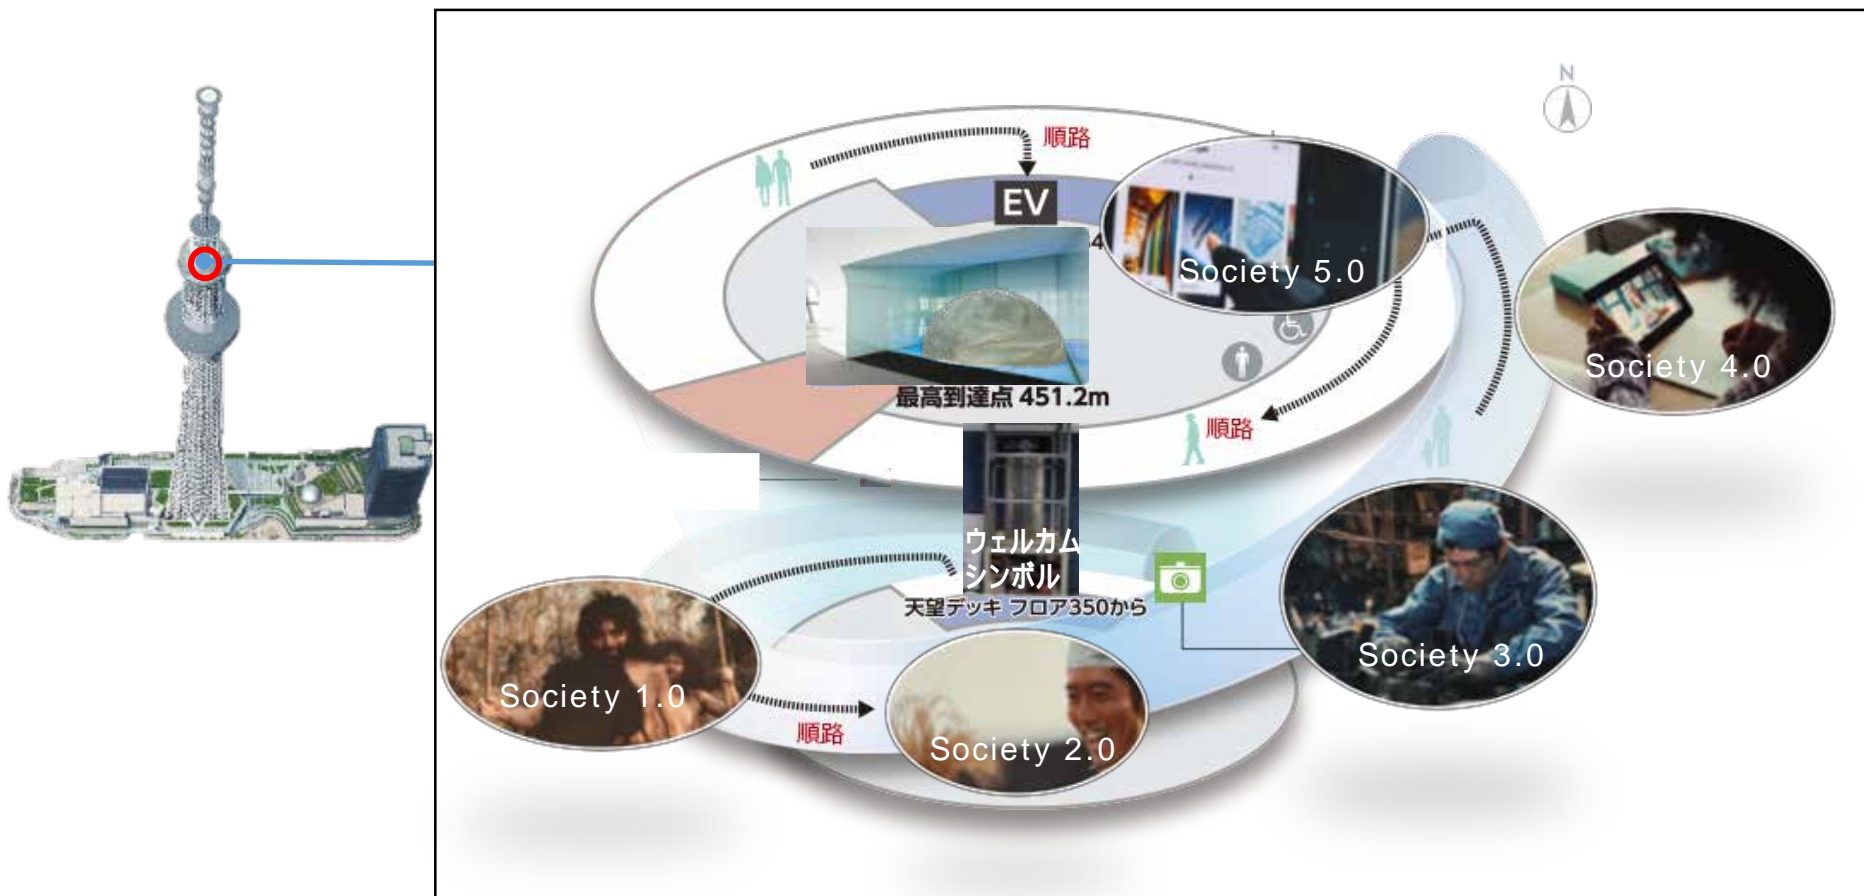 N
順路
EV
Society 5.0
Society 4.0
最高到達点 451.2m
順路
ウェルカム
シンボル
天望デッキ フロア350から
Society 3.0
Society 1.0
順路
Society 2.0